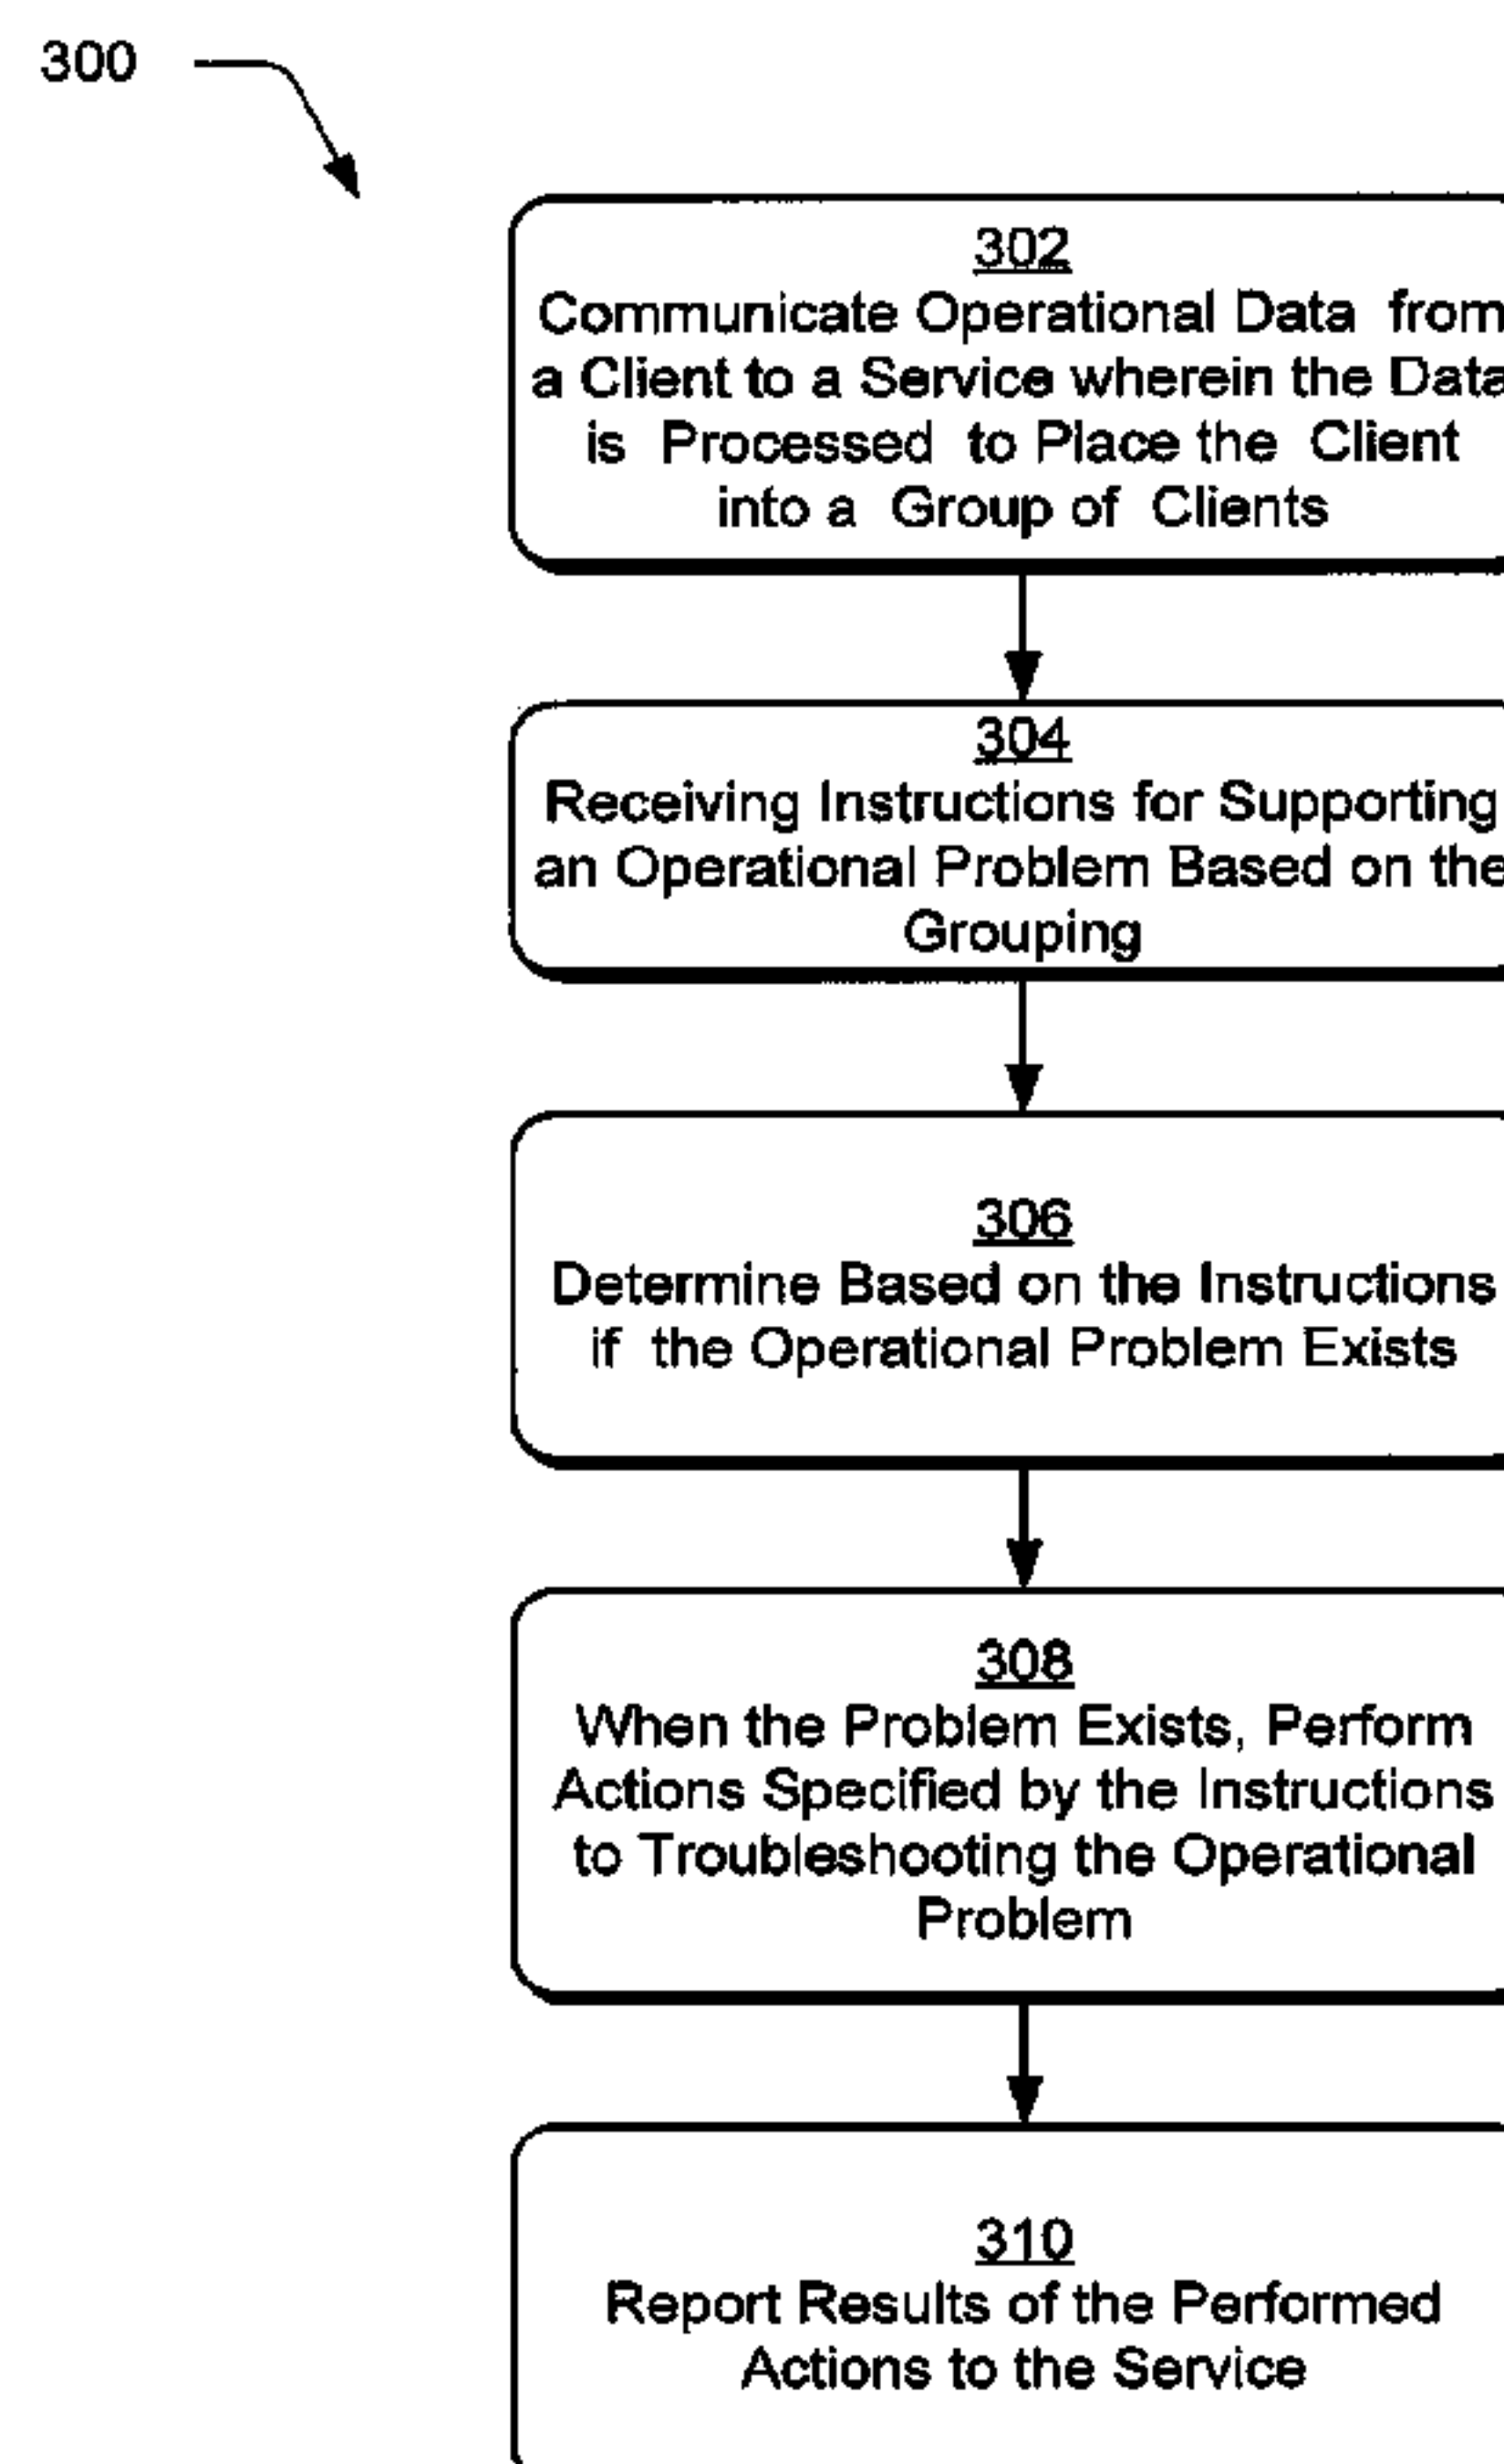 300
302
Communicate Operational Data from
a Client to a Service wherein the Data
is Processed to Place the Client
into a Group of Clients
304
Receiving Instructions for Supporting
an Operational Problem Based on the
Grouping
306
Determine Based on the Instructions
if the Operational Problem Exists
308
When the Problem Exists, Perform
Actions Specified by the Instructions
to Troubleshooting the Operational
Problem
310
Report Results of the Performed
Actions to the Service